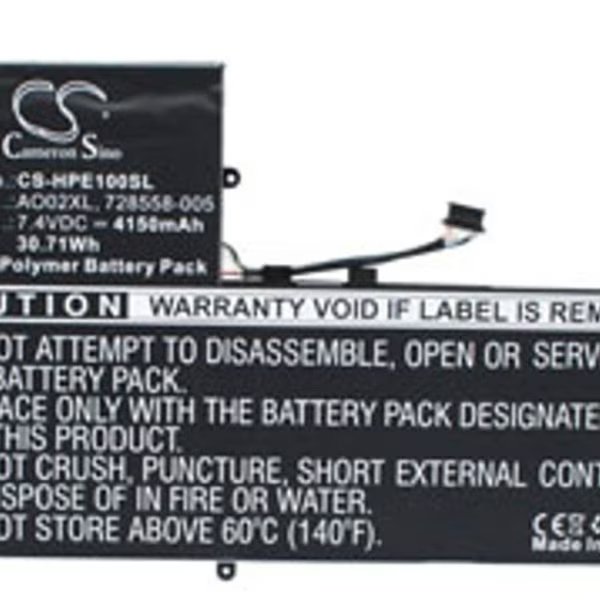 CS
Cameron Sino
.:CS-HPE100SL
.:AO02XL, 728558-005
.:7.4VDC ⎓ 4150mAh
30.71Wh
Polymer Battery Pack
UTION WARRANTY VOID IF LABEL IS REM
OT ATTEMPT TO DISASSEMBLE, OPEN OR SERV
BATTERY PACK.
ACE ONLY WITH THE BATTERY PACK DESIGNATE
THIS PRODUCT.
OT CRUSH, PUNCTURE, SHORT EXTERNAL CONT
SPOSE OF IN FIRE OR WATER.
OT STORE ABOVE 60°C (140°F).
CE
Made In